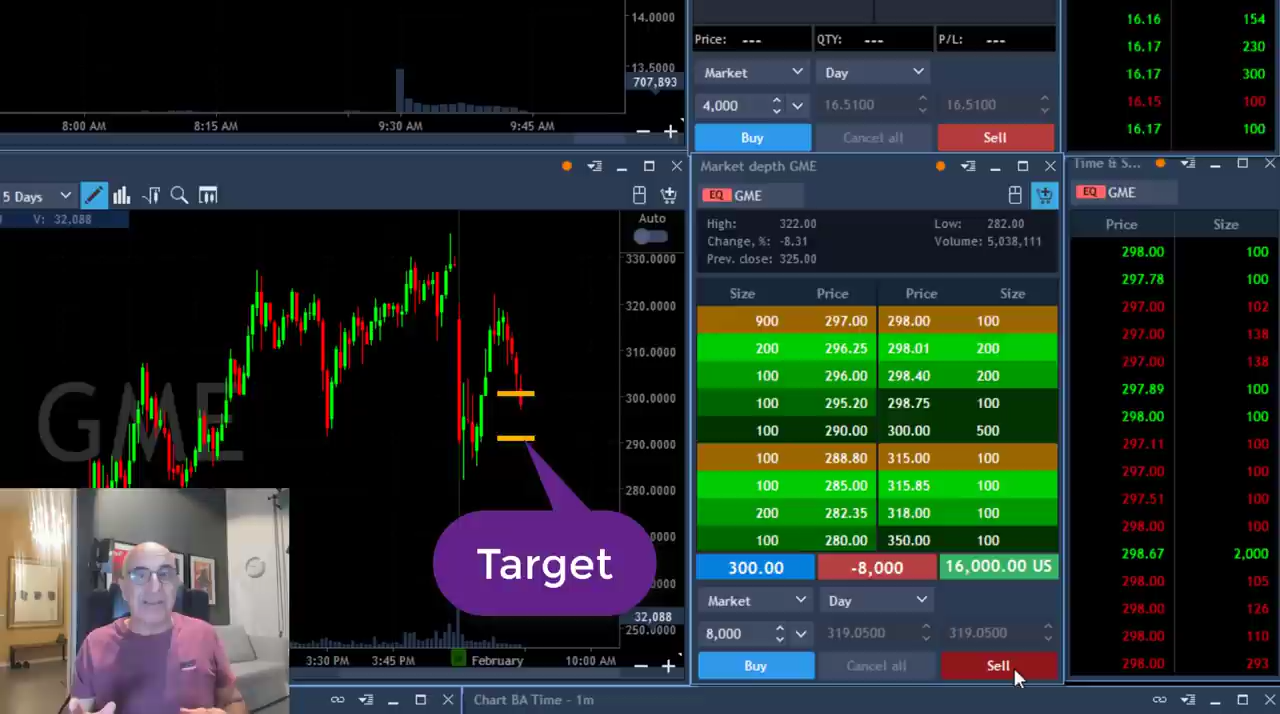 14.0000
13.5000
707,893
8:00 AM 8:15 AM 9:30 AM 9:45 AM
Price: --- QTY: --- P/L: ---
Market Day
4,000 16.5100 16.5100
Buy Cancel all Sell
16.16 154
16.17 230
16.17 300
16.15 100
16.17 100
5 Days
V: 32,088
Auto
GME
330.0000
320.0000
310.0000
300.0000
290.0000
280.0000
32,088
250.0000
3:30 PM 3:45 PM February 10:00 AM
Target
Chart BA Time - 1m
Market depth GME
EQ GME
High: 322.00 Low: 282.00
Change, %: -8.31 Volume: 5,038,111
Prev. close: 325.00
Size Price Price Size
900 297.00 298.00 100
200 296.25 298.01 200
100 296.00 298.40 200
100 295.20 298.75 100
100 290.00 300.00 500
100 288.80 315.00 100
100 285.00 315.85 100
200 282.35 318.00 100
100 280.00 350.00 100
300.00 -8,000 16,000.00 US
Market Day
8,000 319.0500 319.0500
Buy Cancel all Sell
Time & S...
EQ GME
Price Size
298.00 100
297.78 100
297.00 102
297.00 138
297.00 138
297.89 100
298.00 100
297.11 100
297.00 100
297.51 100
298.00 100
298.67 2,000
298.00 105
298.00 126
298.00 110
298.00 293